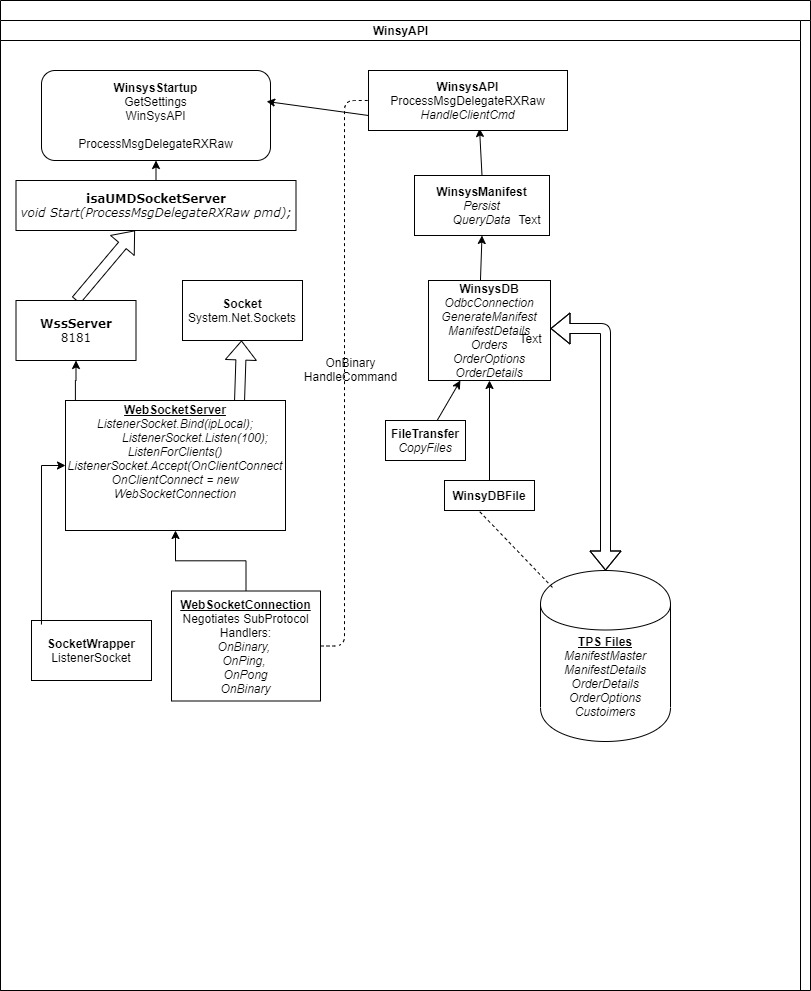 WinsyAPI
WinsysStartup
GetSettings
WinSysAPI
ProcessMsgDelegateRXRaw
WinsysAPI
ProcessMsgDelegateRXRaw
HandleClientCmd
isaUMDSocketServer
void Start(ProcessMsgDelegateRXRaw pmd);
WinsysManifest
Persist
QueryData Text
WssServer
8181
Socket
System.Net.Sockets
WinsysDB
OdbcConnection
GenerateManifest
ManifestDetails
Text
Orders
OrderOptions
OrderDetails
OnBinary
HandleCommand
WebSocketServer
ListenerSocket.Bind(ipLocal);
ListenerSocket.Listen(100);
ListenForClients()
ListenerSocket.Accept(OnClientConnect
OnClientConnect = new
WebSocketConnection
FileTransfer
CopyFiles
WinsyDBFile
WebSocketConnection
Negotiates SubProtocol
Handlers:
OnBinary,
OnPing,
OnPong
OnBinary
SocketWrapper
ListenerSocket
TPS Files
ManifestMaster
ManifestDetails
OrderDetails
OrderOptions
Custoimers